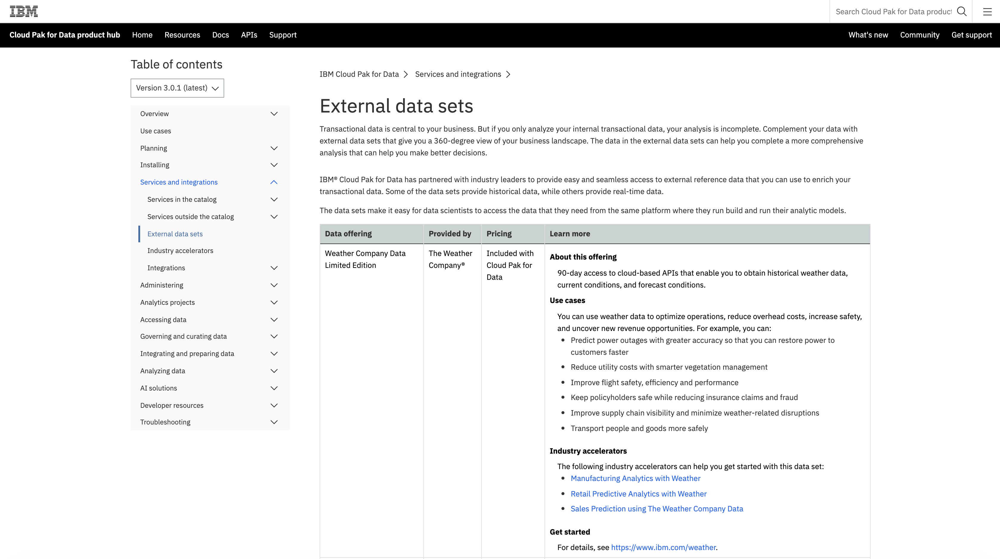 IBM
Search Cloud Pak for Data product
Cloud Pak for Data product hub
Home
Resources
Docs
APIs
Support
What's new
Community
Get support
Table of contents
Version 3.0.1 (latest)
Overview
Use cases
Planning
Installing
Services and integrations
Services in the catalog
Services outside the catalog
External data sets
Industry accelerators
Integrations
Administering
Analytics projects
Accessing data
Governing and curating data
Integrating and preparing data
Analyzing data
AI solutions
Developer resources
Troubleshooting
IBM Cloud Pak for Data
Services and integrations
External data sets
Transactional data is central to your business. But if you only analyze your internal transactional data, your analysis is incomplete. Complement your data with
external data sets that give you a 360-degree view of your business landscape. The data in the external data sets can help you complete a more comprehensive
analysis that can help you make better decisions.
IBM® Cloud Pak for Data has partnered with industry leaders to provide easy and seamless access to external reference data that you can use to enrich your
transactional data. Some of the data sets provide historical data, while others provide real-time data.
The data sets make it easy for data scientists to access the data that they need from the same platform where they run build and run their analytic models.
Data offering
Provided by
Pricing
Learn more
Weather Company Data
Limited Edition
The Weather
Company®
Included with
Cloud Pak for
Data
About this offering
90-day access to cloud-based APIs that enable you to obtain historical weather data,
current conditions, and forecast conditions.
Use cases
You can use weather data to optimize operations, reduce overhead costs, increase safety,
and uncover new revenue opportunities. For example, you can:
• Predict power outages with greater accuracy so that you can restore power to
customers faster
• Reduce utility costs with smarter vegetation management
• Improve flight safety, efficiency and performance
• Keep policyholders safe while reducing insurance claims and fraud
• Improve supply chain visibility and minimize weather-related disruptions
• Transport people and goods more safely
Industry accelerators
The following industry accelerators can help you get started with this data set:
• Manufacturing Analytics with Weather
• Retail Predictive Analytics with Weather
• Sales Prediction using The Weather Company Data
Get started
For details, see https://www.ibm.com/weather.